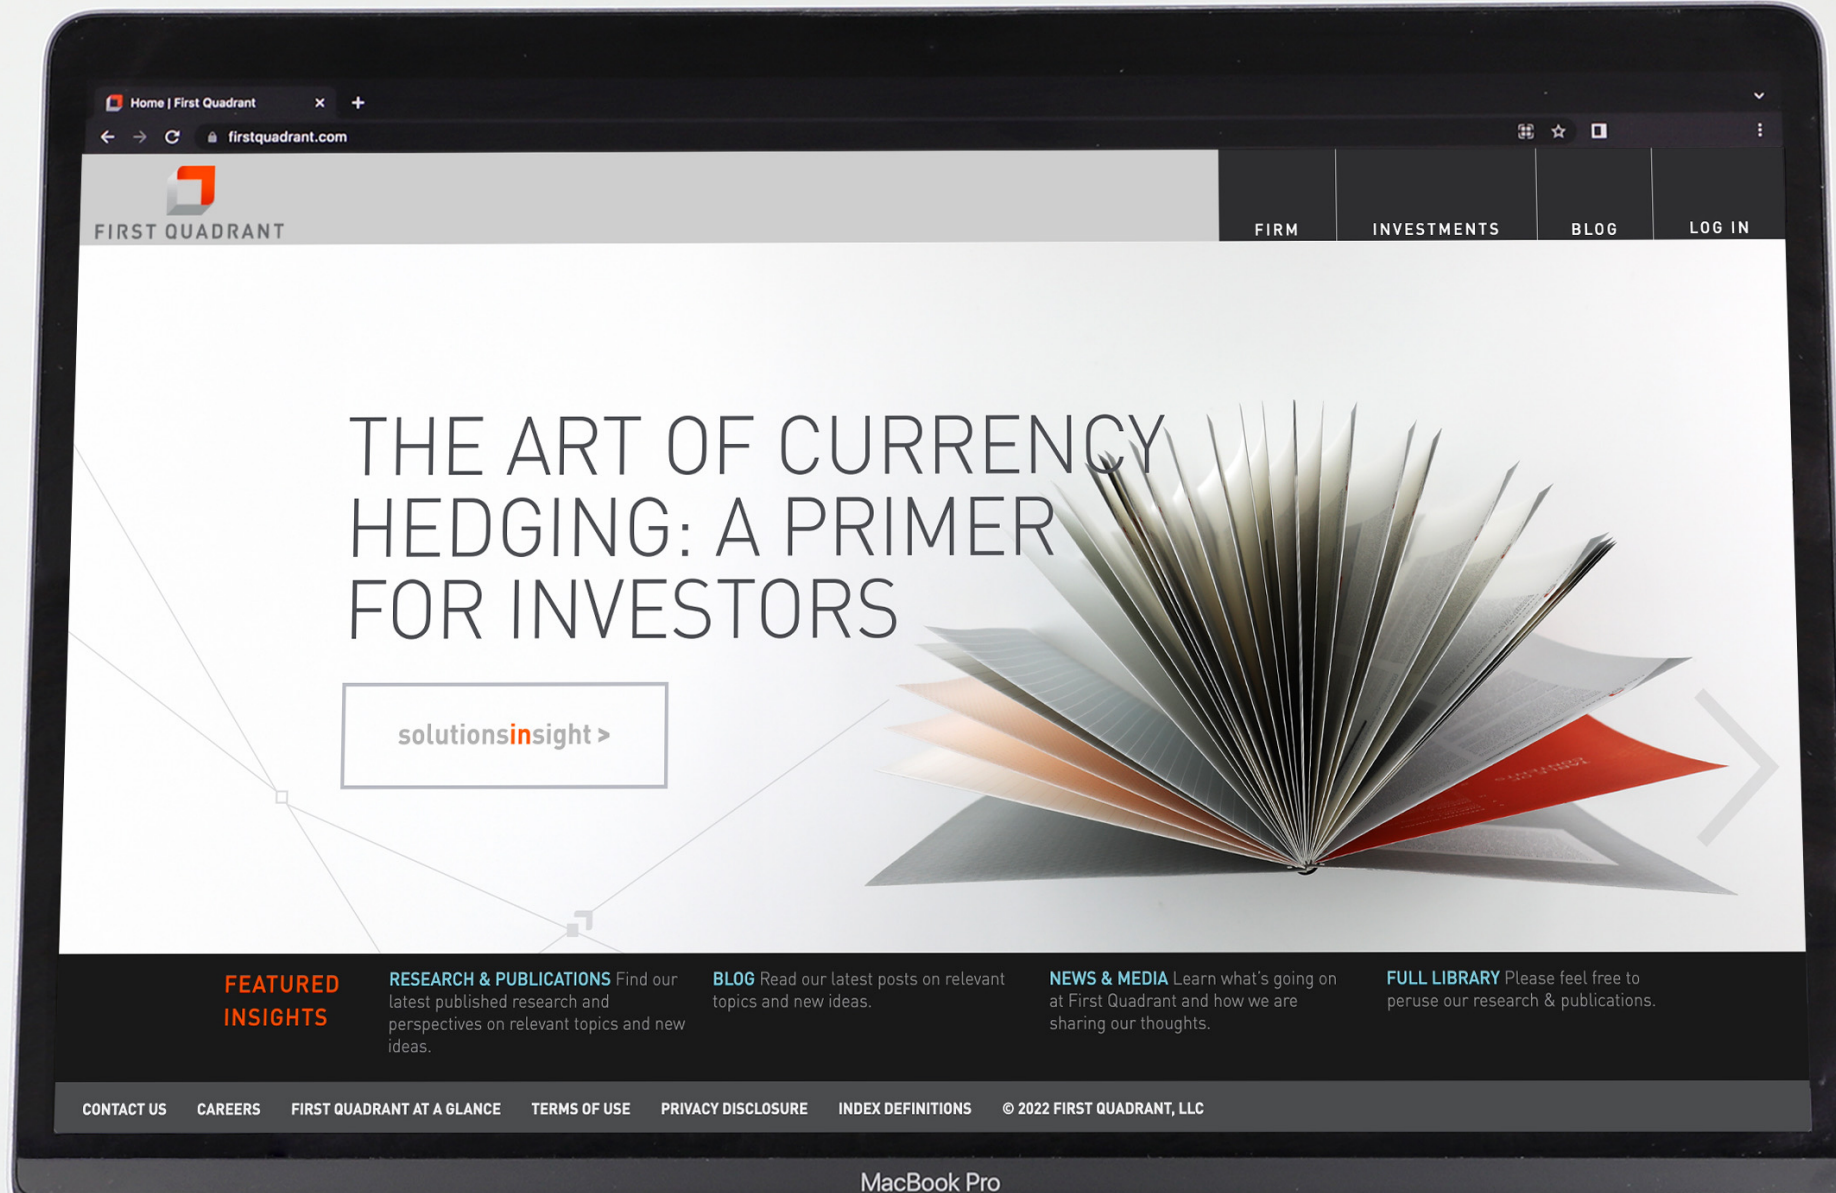 Home | First Quadrant
firstquadrant.com
FIRST QUADRANT
FIRM
INVESTMENTS
BLOG
LOG IN
THE ART OF CURRENCY
HEDGING: A PRIMER
FOR INVESTORS
solutionsinsight >
FEATURED
INSIGHTS
RESEARCH & PUBLICATIONS Find our
latest published research and
perspectives on relevant topics and new
ideas.
BLOG Read our latest posts on relevant
topics and new ideas.
NEWS & MEDIA Learn what's going on
at First Quadrant and how we are
sharing our thoughts.
FULL LIBRARY Please feel free to
peruse our research & publications.
CONTACT US CAREERS FIRST QUADRANT AT A GLANCE TERMS OF USE PRIVACY DISCLOSURE INDEX DEFINITIONS © 2022 FIRST QUADRANT, LLC
MacBook Pro